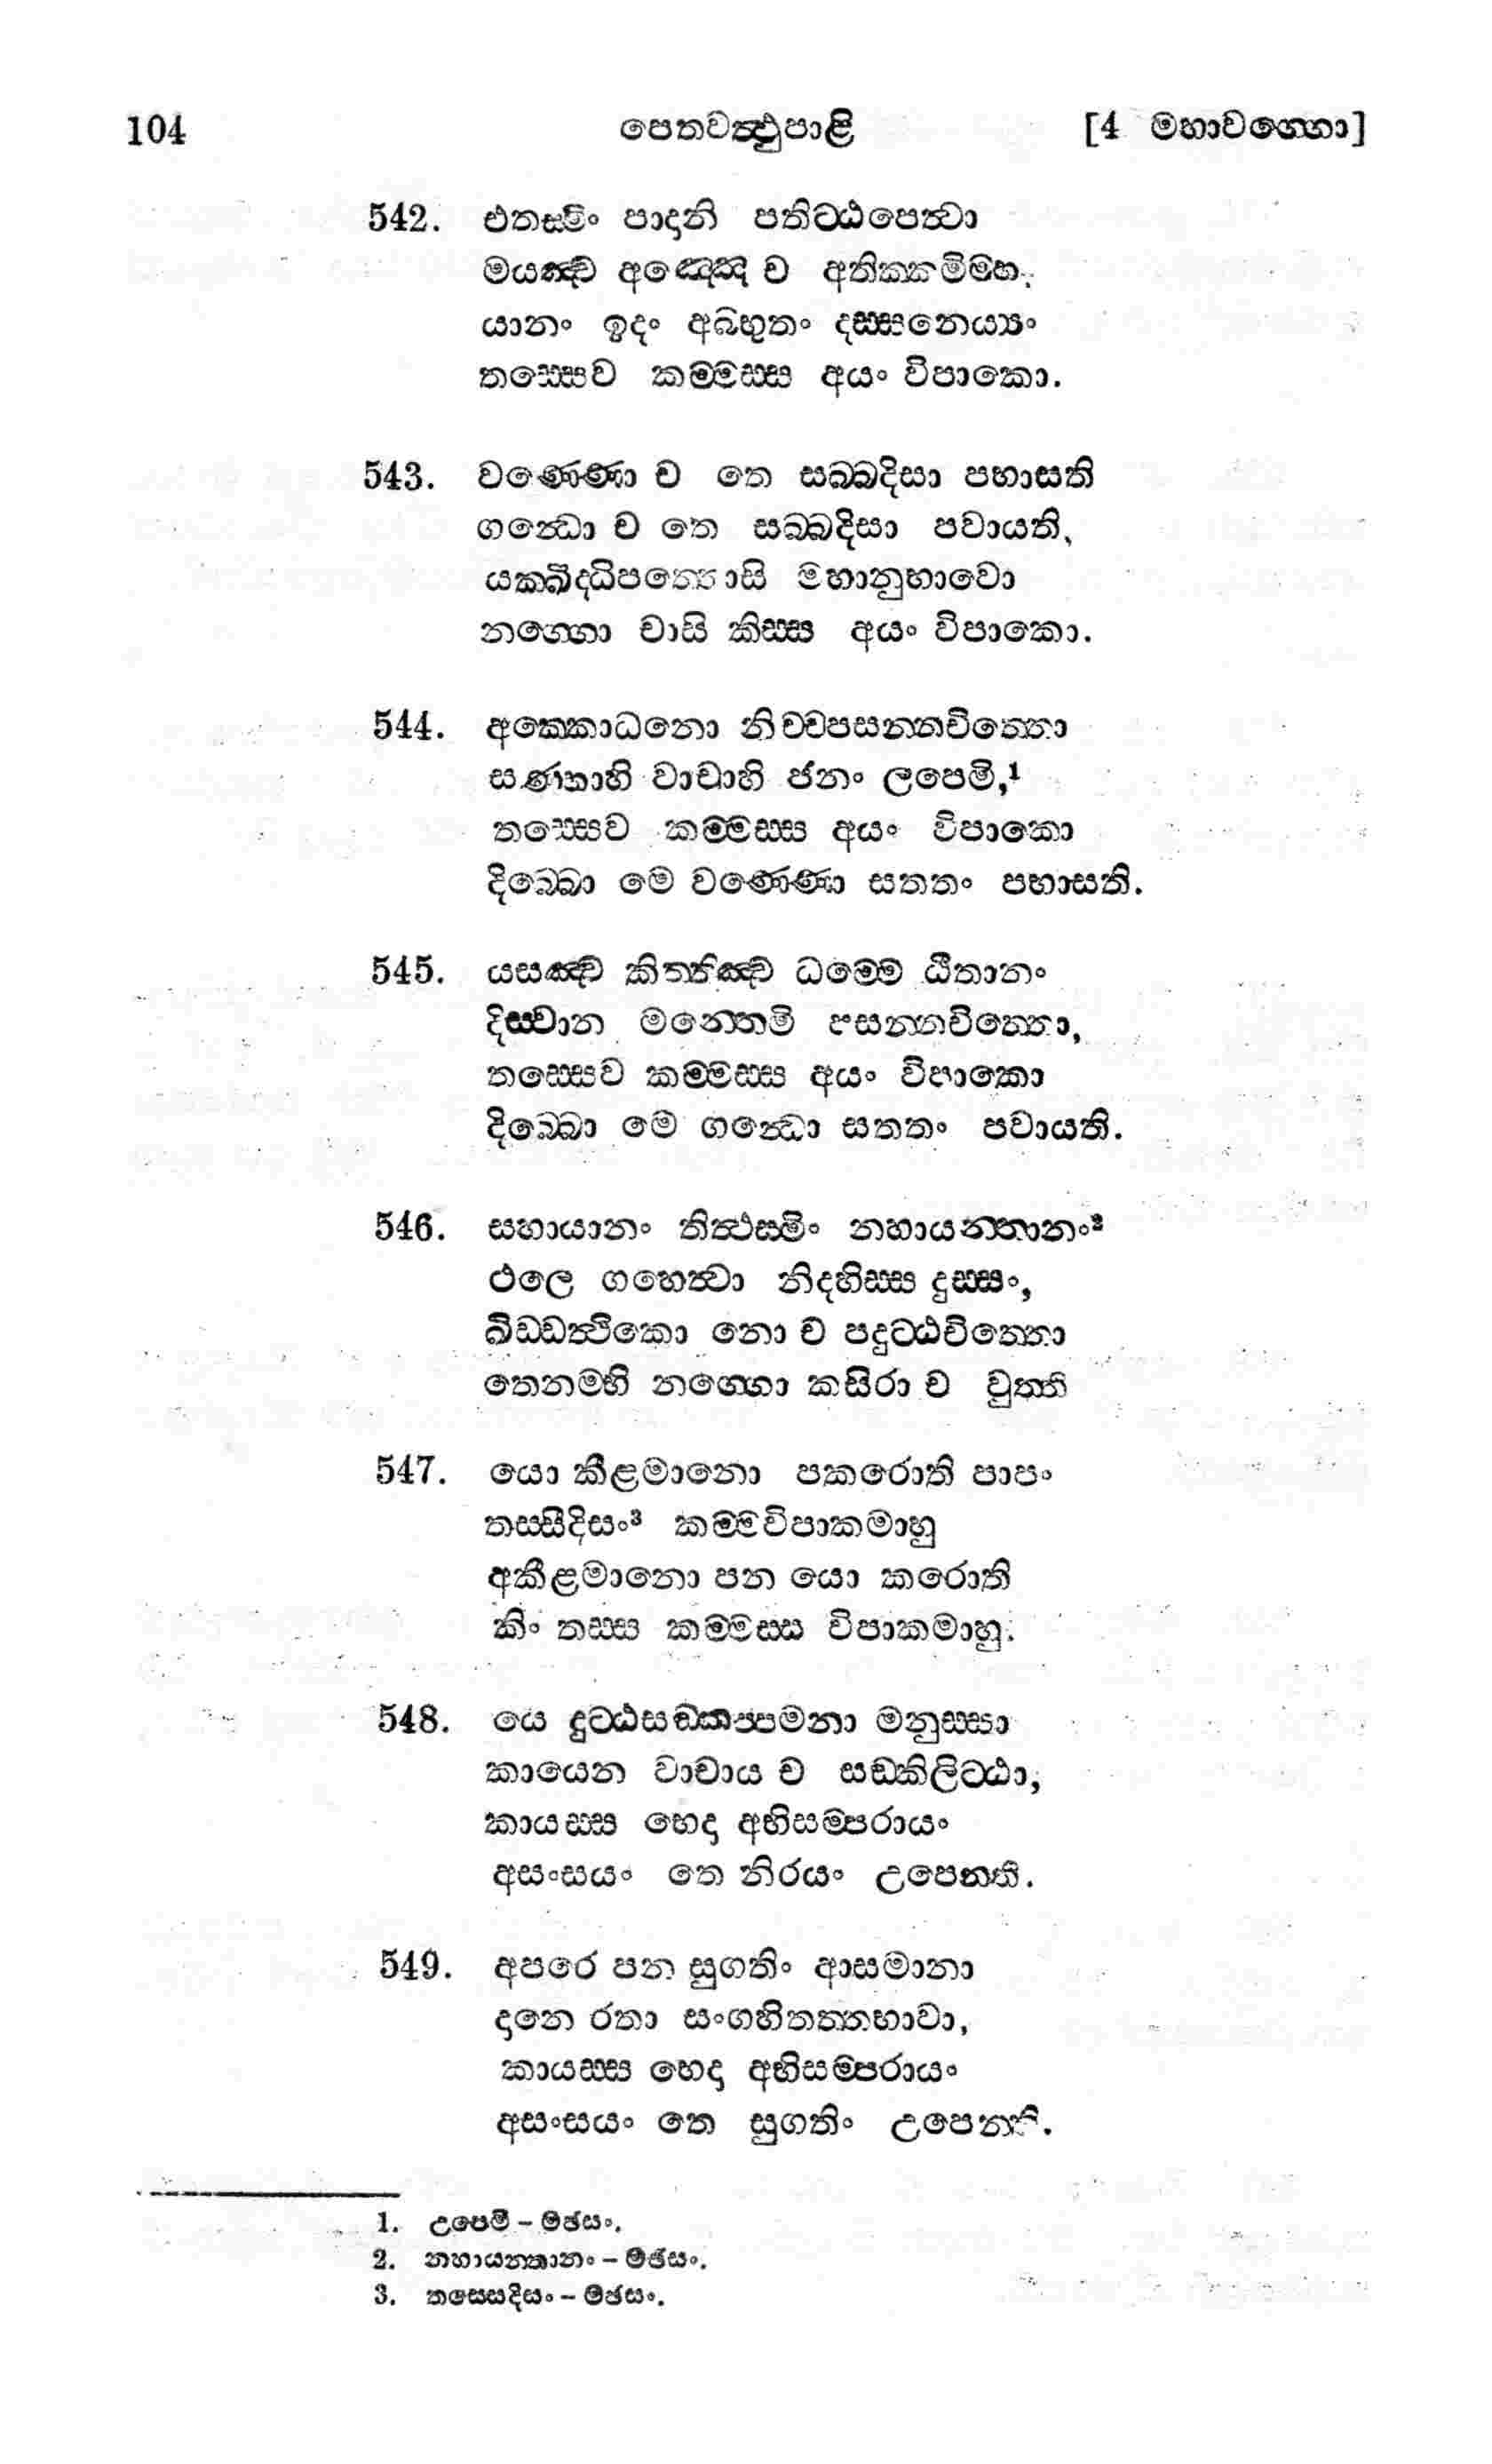 104 පෙතවත්‍ථුපාළි [4 මහාවග්ගො]
542. එතස්මිං පාදානි පතිට්ඨපෙත්‍වා
මයඤ්ච අඤ්ඤෙ ච අතික්කමිම්හ,
යානං ඉදං අබ්භුතං දස්සනෙය්‍යං
තස්සෙව කම්මස්ස අයං විපාකො.
543. වණ්ණො ච තෙ සබ්බදිසා පභාසති
ගන්‍ධො ච තෙ සබ්බදිසා පවායති,
යක්ඛිද්ධිපත්තොසි මහානුභාවො
නග්ගො චාසි කිස්ස අයං විපාකො.
544. අක්කොධනො නිච්චපසන්නචිත්තො
සණ්හාහි වාචාහි ජනං ලපෙමි,1
තස්සෙව කම්මස්ස අයං විපාකො
දිබ්බො මෙ වණ්ණො සතතං පභාසති.
545. යසඤ්ච කිත්තිඤ්ච ධම්මෙ ඨීතානං
දිස්වාන මන්තෙමි පසන්නචිත්තො,
තස්සෙව කම්මස්ස අයං විපාකො
දිබ්බො මෙ ගන්‍ධො සතතං පවායති.
546. සහායානං තිත්‍ථස්මිං නහායන්තානං2
ථලෙ ගහෙත්‍වා නිදහිස්ස දුස්සං,
ඛිඩ්ඩත්‍ථිකො නො ච පදුට්ඨචිත්තො
තෙනම්හි නග්ගො කසිරා ච වුත්ති
547. යො කීළමානො පකරොති පාපං
තස්සීදිසං3 කම්මවිපාකමාහු
අකීළමානො පන යො කරොති
කිං තස්ස කම්මස්ස විපාකමාහු.
548. යෙ දුට්ඨසඞ්කප්පමනා මනුස්සා
කායෙන වාචාය ච සඞ්කිලිට්ඨා,
කායස්ස භෙදා අභිසම්පරායං
අසංසයං තෙ නිරයං උපෙන්ති.
549. අපරෙ පන සුගතිං ආසමානා
දානෙ රතා සංගහිතත්තභාවා,
කායස්ස භෙදා අභිසම්පරායං
අසංසයං තෙ සුගතිං උපෙන්ති.
1. උපෙමි - මජසං.
2. නහායන්තානං - මජසං.
3. තස්සෙදිසං - මජසං.